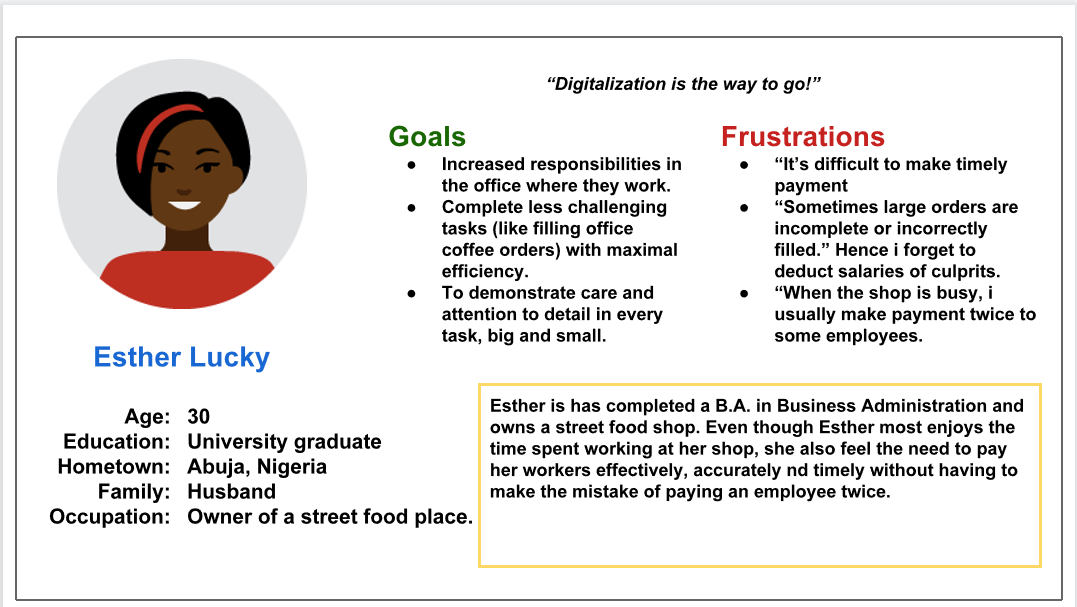 “Digitalization is the way to go!”
Goals
● Increased responsibilities in
the office where they work.
● Complete less challenging
tasks (like filling office
coffee orders) with maximal
efficiency.
● To demonstrate care and
attention to detail in every
task, big and small.
Frustrations
● “It’s difficult to make timely
payment
● “Sometimes large orders are
incomplete or incorrectly
filled.” Hence i forget to
deduct salaries of culprits.
● “When the shop is busy, i
usually make payment twice to
some employees.
Esther Lucky
Age: 30
Education: University graduate
Hometown: Abuja, Nigeria
Family: Husband
Occupation: Owner of a street food place.
Esther is has completed a B.A. in Business Administration and
owns a street food shop. Even though Esther most enjoys the
time spent working at her shop, she also feel the need to pay
her workers effectively, accurately nd timely without having to
make the mistake of paying an employee twice.